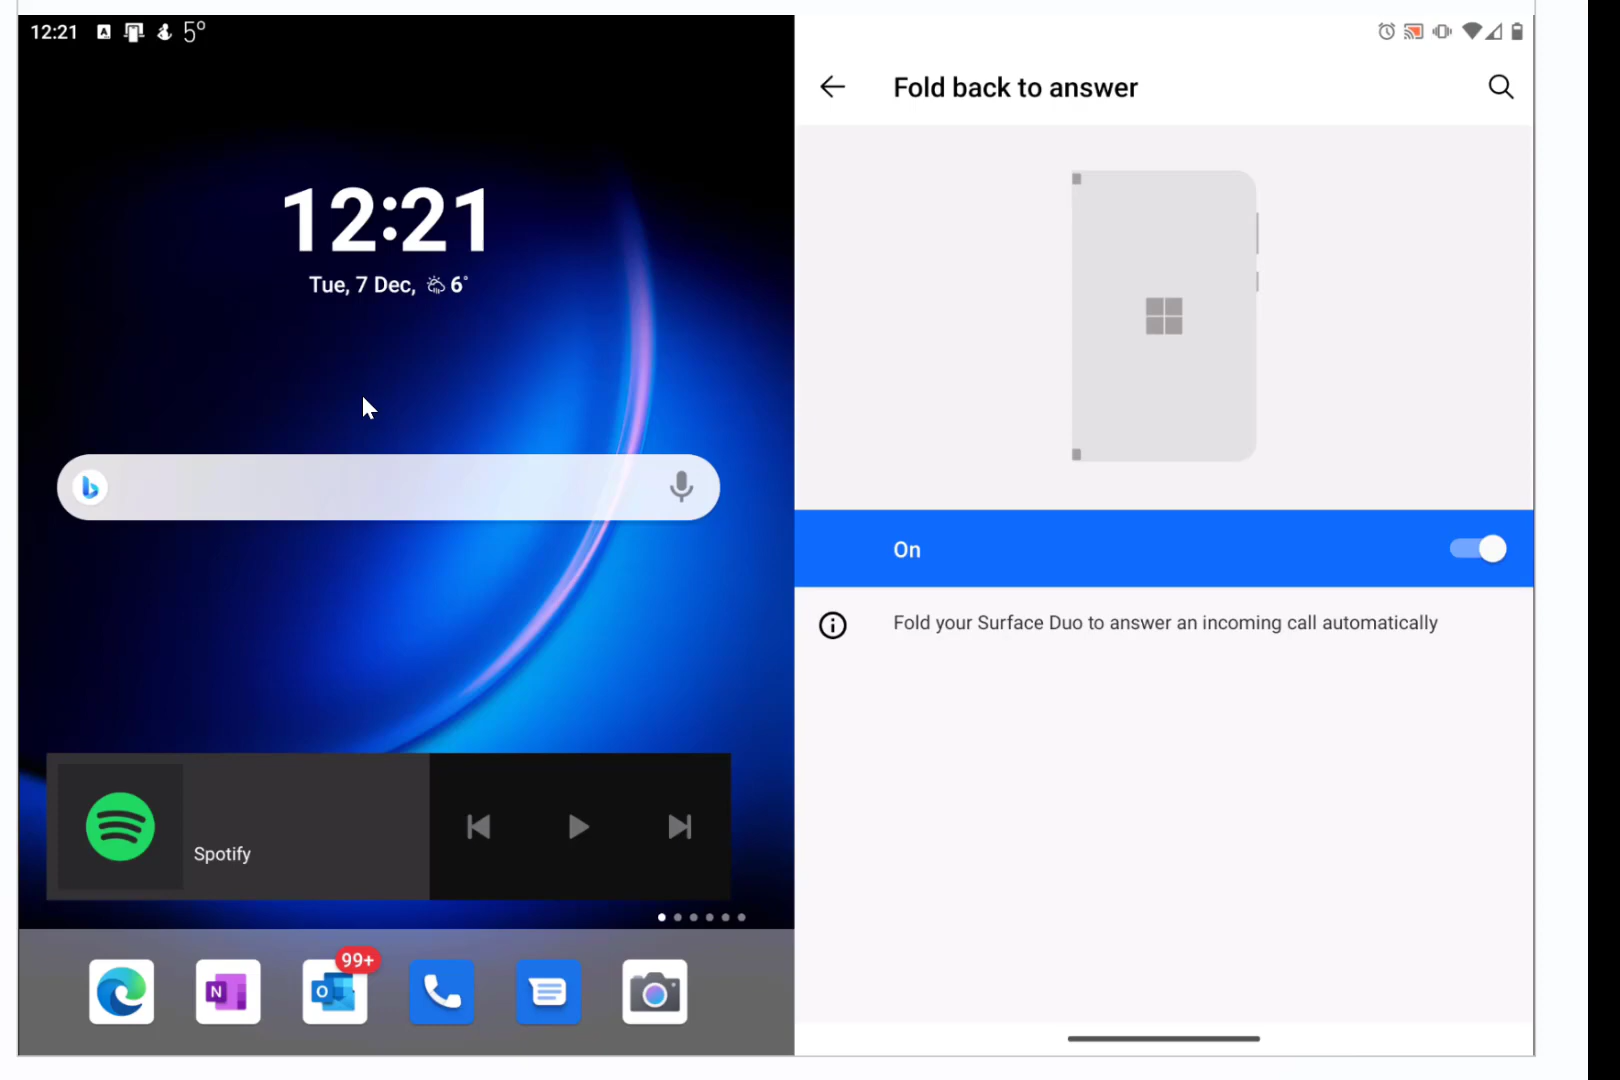 12:21 5°
Fold back to answer
12:21
Tue, 7 Dec, 6°
On
Fold your Surface Duo to answer an incoming call automatically
Spotify
99+
N
O